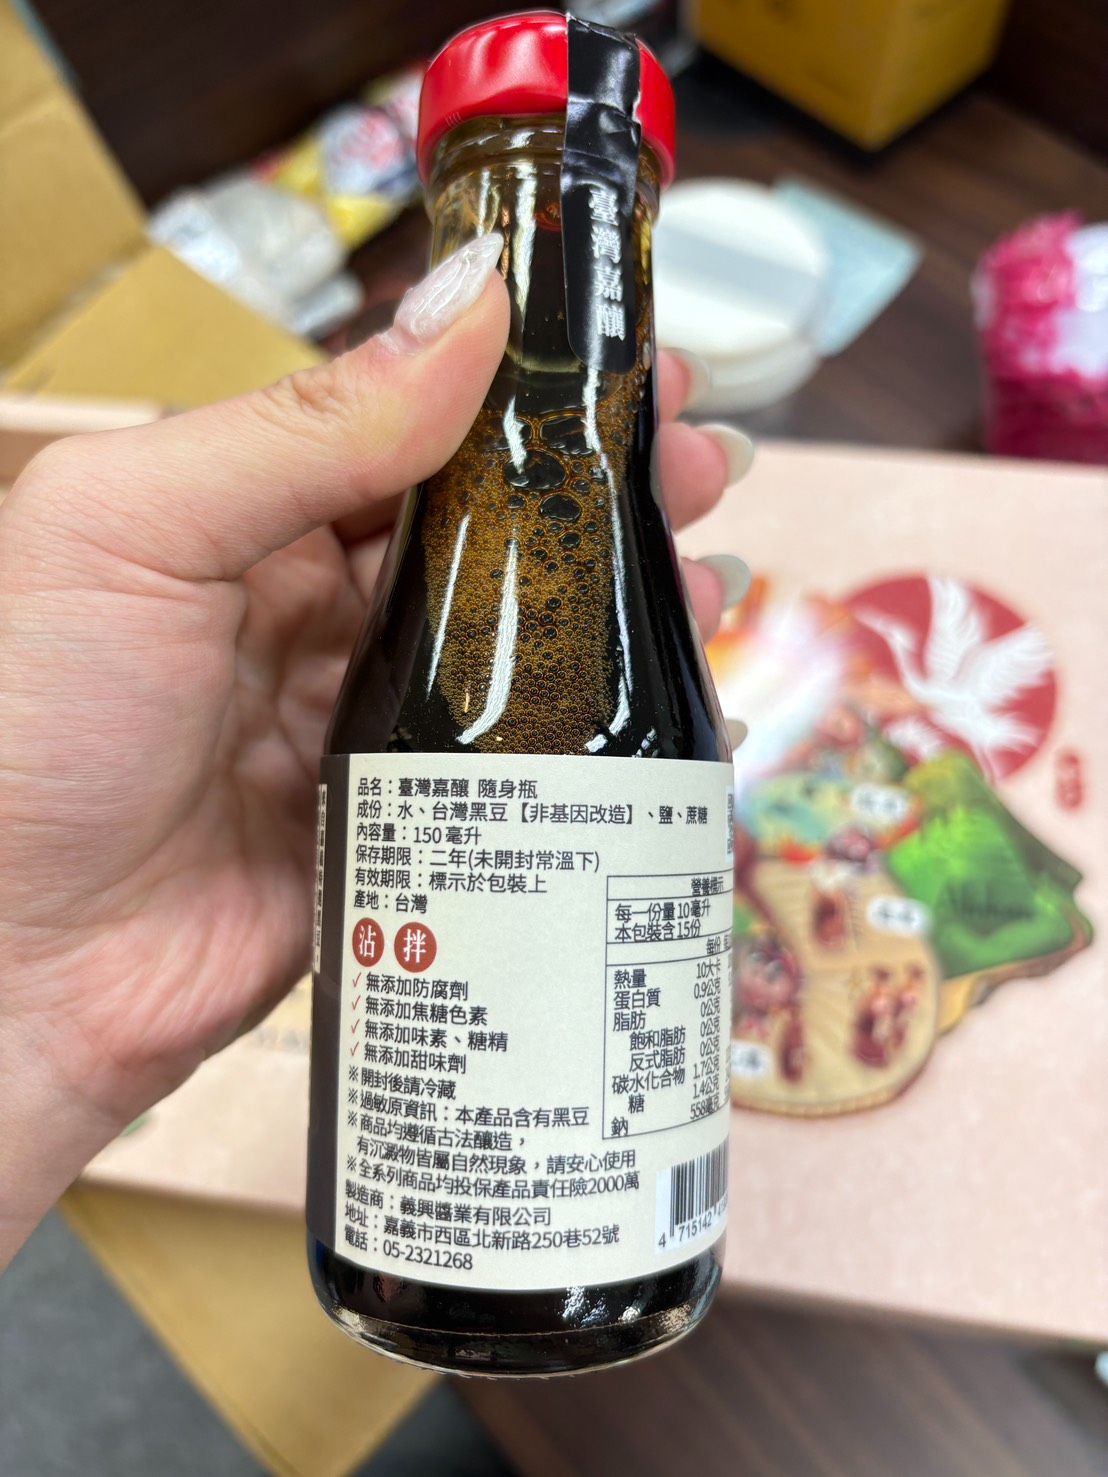 臺灣嘉釀
品名：臺灣嘉釀 隨身瓶
成份：水、台灣黑豆【非基因改造】、鹽、蔗糖
內容量：150毫升
保存期限：二年(未開封常溫下)
有效期限：標示於包裝上
產地：台灣
沾 拌
✓無添加防腐劑
✓無添加焦糖色素
✓無添加味素、糖精
✓無添加甜味劑
※開封後請冷藏
※過敏原資訊：本產品含有黑豆
※商品均遵循古法釀造，
有沉澱物皆屬自然現象，請安心使用
※全系列商品均投保產品責任險2000萬
製造商：義興醬業有限公司
地址：嘉義市西區北新路250巷52號
電話：05-2321268
營養標示
每一份量10毫升
本包裝含15份
每份
熱量 10大卡
蛋白質 0.9公克
脂肪 0公克
飽和脂肪 0公克
反式脂肪 0公克
碳水化合物 1.7公克
糖 1.4公克
鈉 558毫克
4 715142